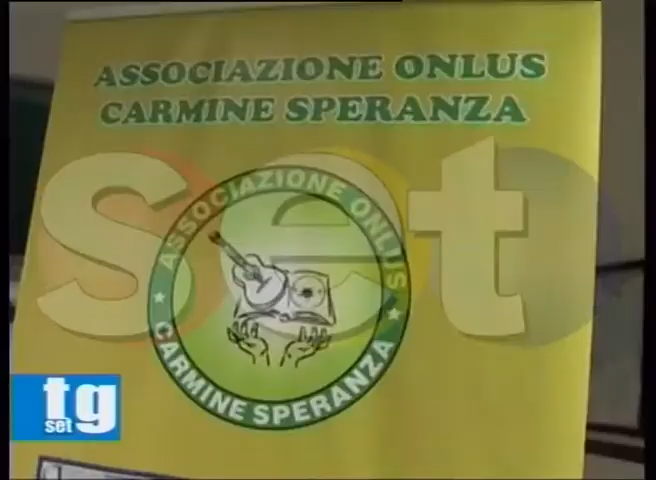 ASSOCIAZIONE ONLUS
CARMINE SPERANZA
set
ASSOCIAZIONE ONLUS
CARMINE SPERANZA
tg
set